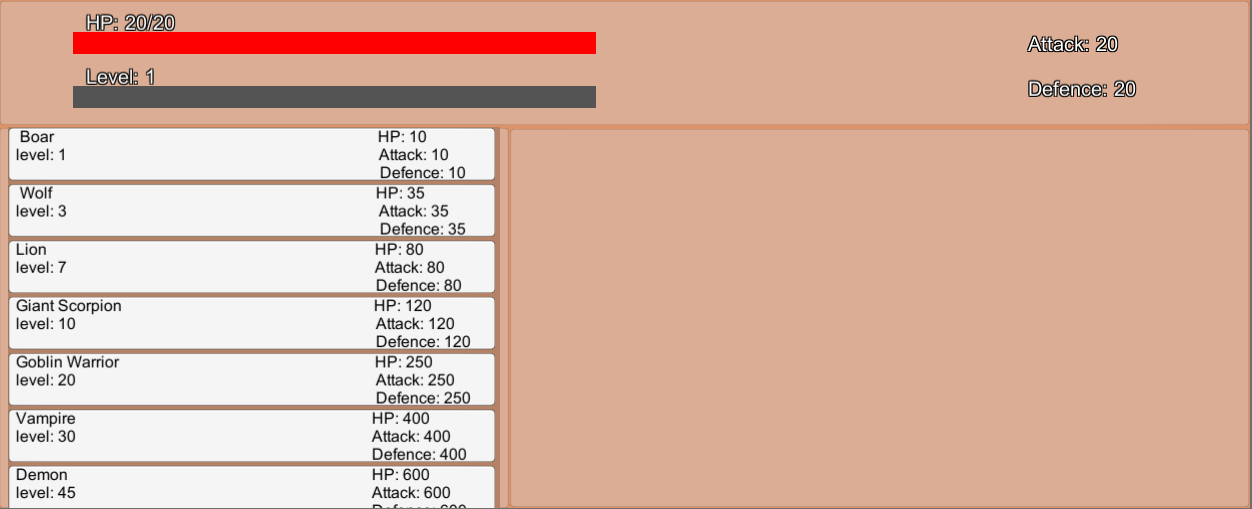 HP: 20/20
Attack: 20
Level: 1
Defence: 20
Boar
HP: 10
level: 1
Attack: 10
Defence: 10
Wolf
HP: 35
level: 3
Attack: 35
Defence: 35
Lion
HP: 80
level: 7
Attack: 80
Defence: 80
Giant Scorpion
HP: 120
level: 10
Attack: 120
Defence: 120
Goblin Warrior
HP: 250
level: 20
Attack: 250
Defence: 250
Vampire
HP: 400
level: 30
Attack: 400
Defence: 400
Demon
HP: 600
level: 45
Attack: 600